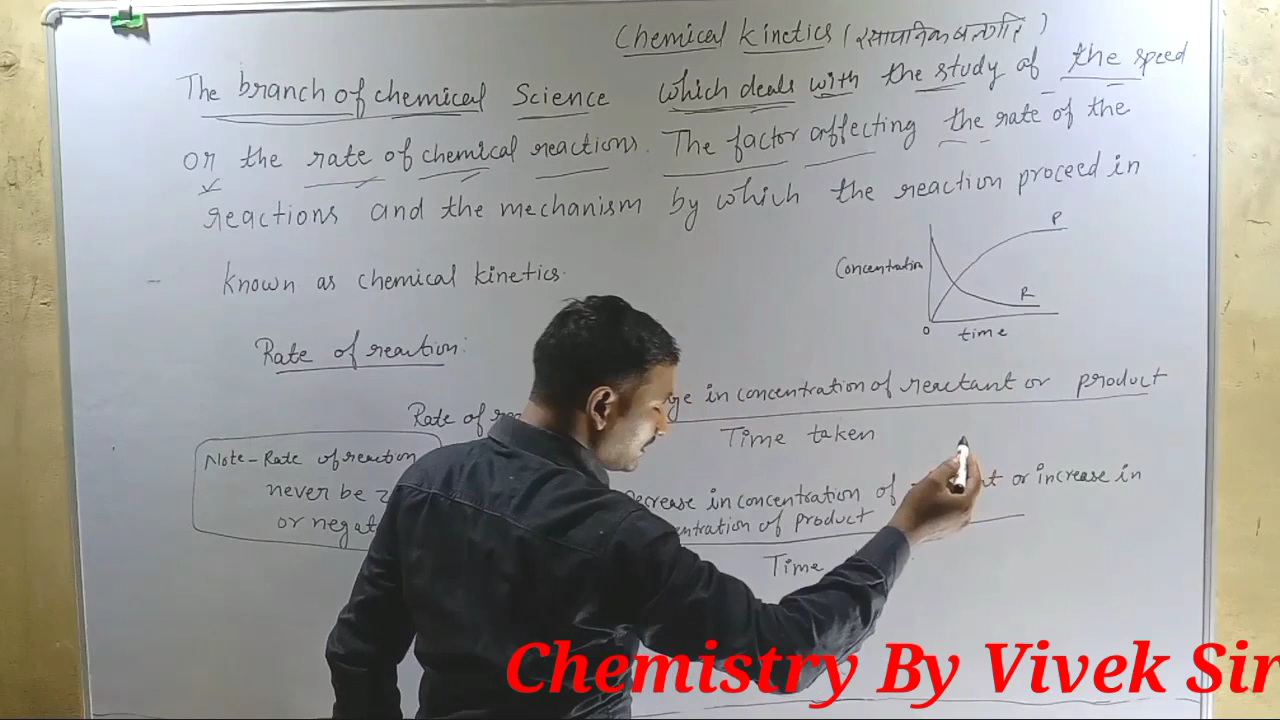 Chemical kinetics (रसायनिक बलगति)
The branch of chemical Science which deals with the study of the speed
or the rate of chemical reactions. The factor affecting the rate of the
reactions and the mechanism by which the reaction proceed in
known as chemical kinetics.
P
Concentration
R
0
time
Rate of reaction:
Rate of in concentration of reactant or product
Time taken
Note - Rate of reaction
never be
or
in concentration of or increase in
of product
Time
Chemistry By Vivek Sir